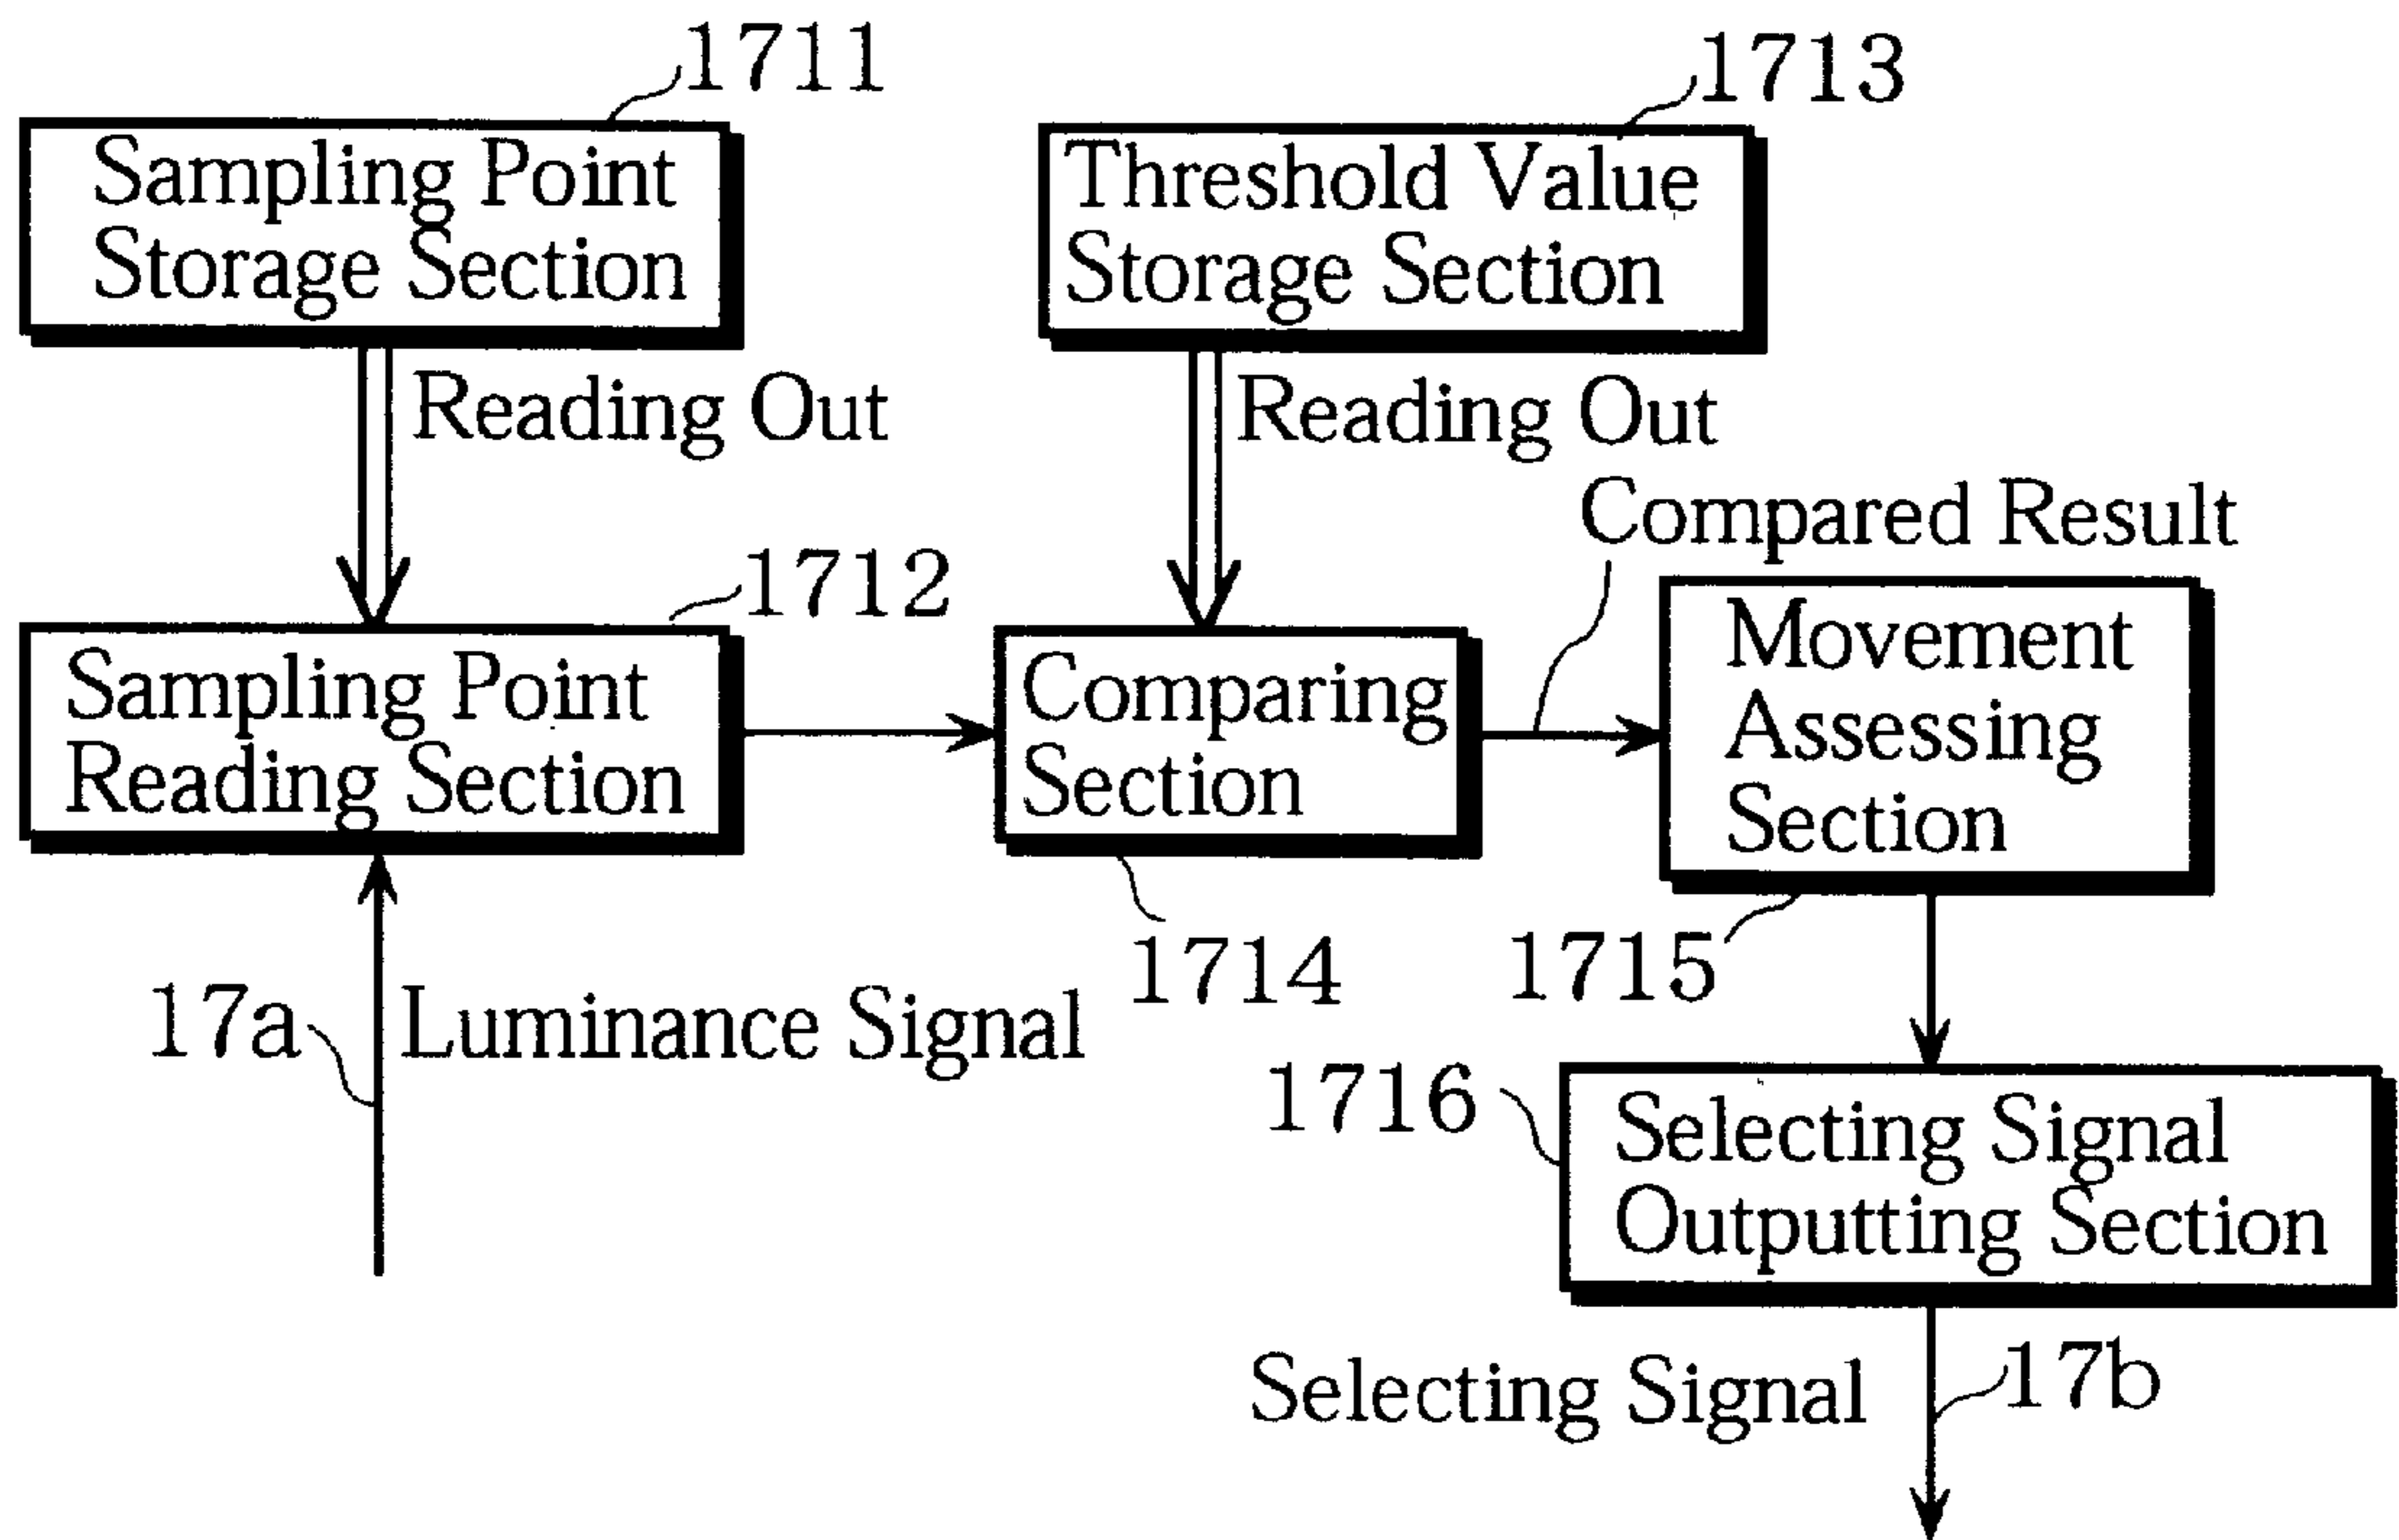 1711
1713
Sampling Point
Storage Section
Threshold Value
Storage Section
Reading Out
Reading Out
Compared Result
1712
Sampling Point
Reading Section
Comparing
Section
Movement
Assessing
Section
1714
1715
17a
Luminance Signal
1716
Selecting Signal
Outputting Section
Selecting Signal
17b